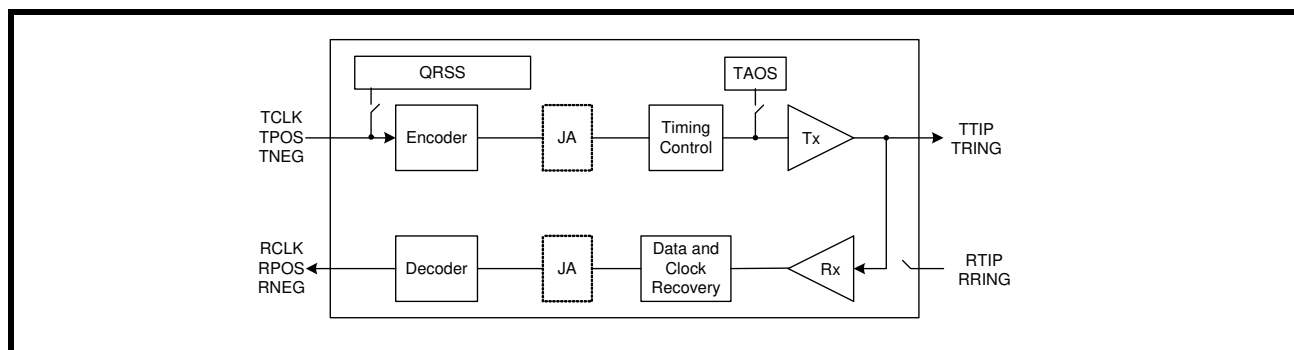 QRSS
TAOS
TCLK
TPOS
TNEG
Encoder
JA
Timing
Control
Tx
TTIP
TRING
RCLK
RPOS
RNEG
Decoder
JA
Data and
Clock
Recovery
Rx
RTIP
RRING